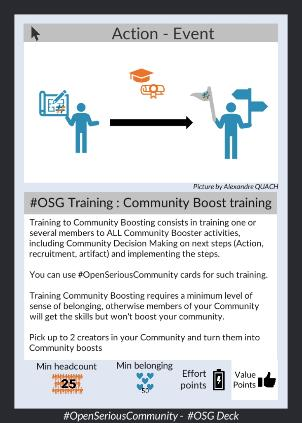 Action - Event
Picture by Alexandre QUACH
#OSG Training : Community Boost training
Training to Community Boosting consists in training one or
several members to ALL Community Booster activities,
including Community Decision Making on next steps (Action,
recruitment, artifact) and implementing the steps.
You can use #OpenSeriousCommunity cards for such training.
Training Community Boosting requires a minimum level of
sense of belonging, otherwise members of your Community
will get the skills but won't boost your community.
Pick up to 2 creators in your Community and turn them into
Community boosts
Min headcount
25
Min belonging
Effort
points
Value
Points
#OpenSeriousCommunity - #OSG Deck